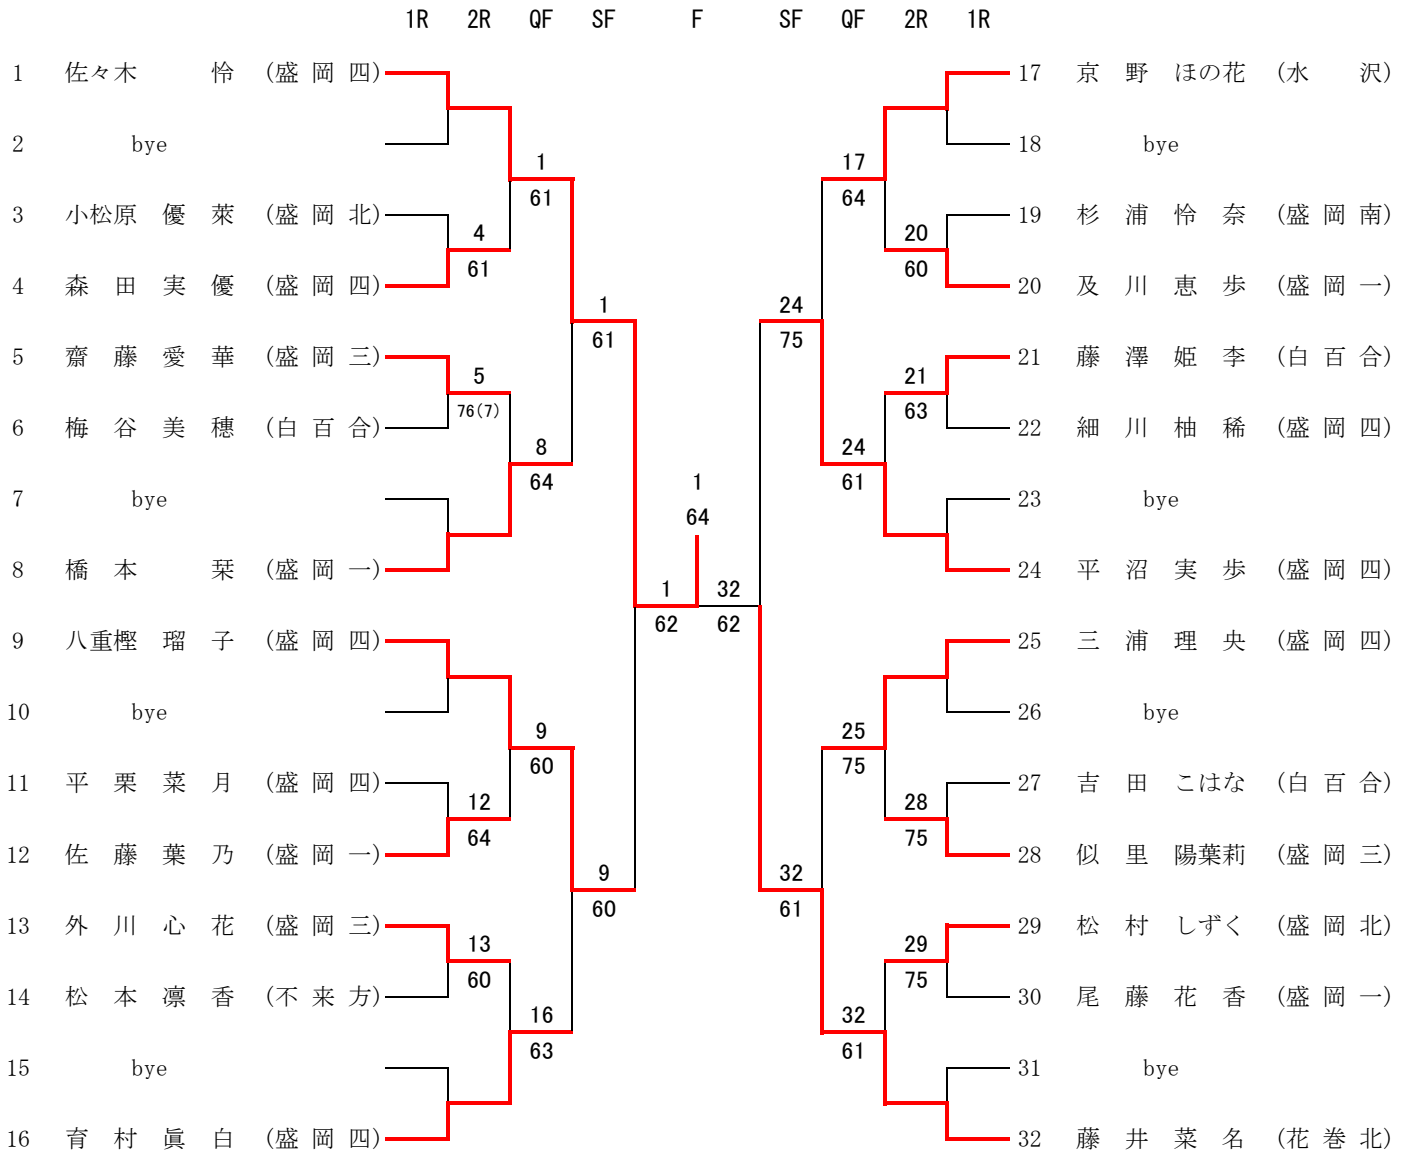 1R 2R QF SF F SF QF 2R 1R
1 佐々木 怜 (盛岡四) 17 京野 ほの花 (水沢)
2 bye 18 bye
1 17
61 64
3 小松原 優莱 (盛岡北) 19 杉浦 怜奈 (盛岡南)
4 20
61 60
4 森田 実優 (盛岡四) 20 及川 恵歩 (盛岡一)
1 24
61 75
5 齋藤 愛華 (盛岡三) 21 藤澤 姫李 (白百合)
5 21
76(7) 63
6 梅谷 美穂 (白百合) 22 細川 柚稀 (盛岡四)
8 24
64 1 61
7 bye 23 bye
64
8 橋本 栞 (盛岡一) 24 平沼 実歩 (盛岡四)
1 32
62 62
9 八重樫 瑠子 (盛岡四) 25 三浦 理央 (盛岡四)
10 bye 26 bye
9 25
60 75
11 平栗 菜月 (盛岡四) 27 吉田 こはな (白百合)
12 28
64 75
12 佐藤 葉乃 (盛岡一) 28 似里 陽葉莉 (盛岡三)
9 32
60 61
13 外川 心花 (盛岡三) 29 松村 しずく (盛岡北)
13 29
60 75
14 松本 凛香 (不来方) 30 尾藤 花香 (盛岡一)
16 32
63 61
15 bye 31 bye
16 育村 眞白 (盛岡四) 32 藤井 菜名 (花巻北)